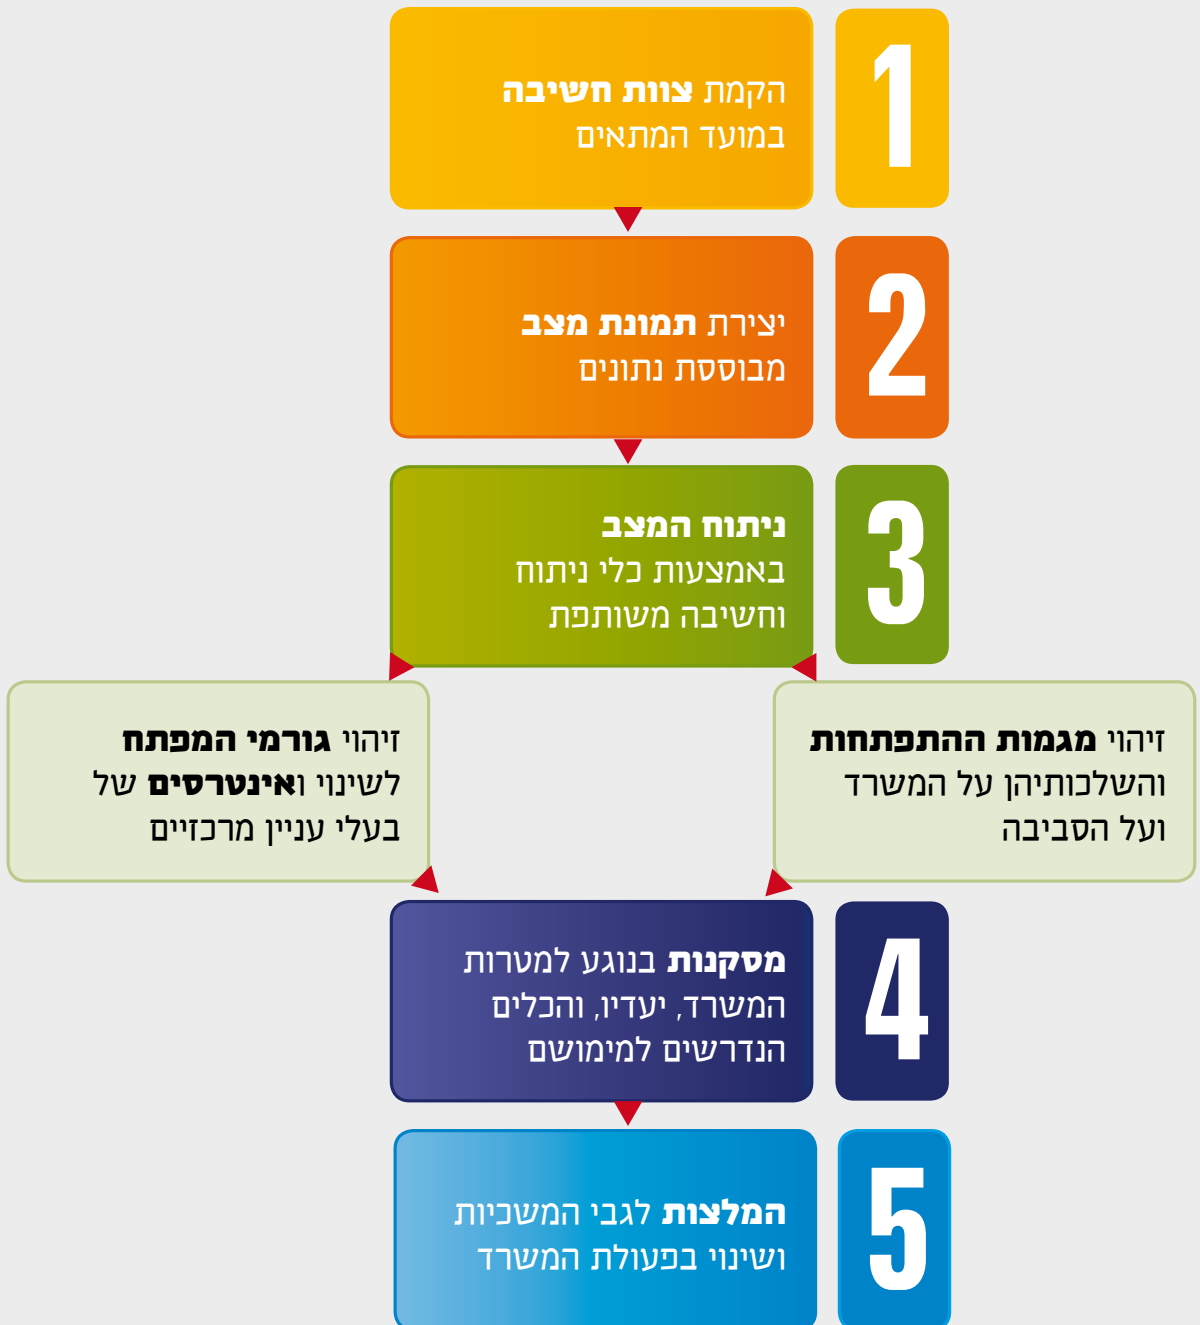 1
הקמת צוות חשיבה
במועד המתאים
2
יצירת תמונת מצב
מבוססת נתונים
3
ניתוח המצב
באמצעות כלי ניתוח
וחשיבה משותפת
זיהוי מגמות ההתפתחות
והשלכותיהן על המשרד
ועל הסביבה
זיהוי גורמי המפתח
לשינוי ואינטרסים של
בעלי עניין מרכזיים
4
מסקנות בנוגע למטרות
המשרד, יעדיו, והכלים
הנדרשים למימושם
5
המלצות לגבי המשכיות
ושינוי בפעולת המשרד